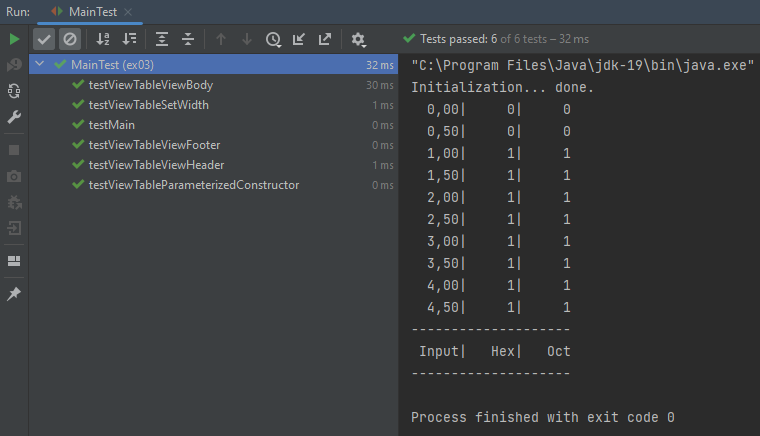 Run: MainTest
Tests passed: 6 of 6 tests – 32 ms
MainTest (ex03) 32 ms
testViewTableViewBody 30 ms
testViewTableSetWidth 1 ms
testMain 0 ms
testViewTableViewFooter 0 ms
testViewTableViewHeader 1 ms
testViewTableParameterizedConstructor 0 ms
"C:\Program Files\Java\jdk-19\bin\java.exe"
Initialization... done.
0,00| 0| 0
0,50| 0| 0
1,00| 1| 1
1,50| 1| 1
2,00| 1| 1
2,50| 1| 1
3,00| 1| 1
3,50| 1| 1
4,00| 1| 1
4,50| 1| 1
--------------------
Input| Hex| Oct
--------------------
Process finished with exit code 0